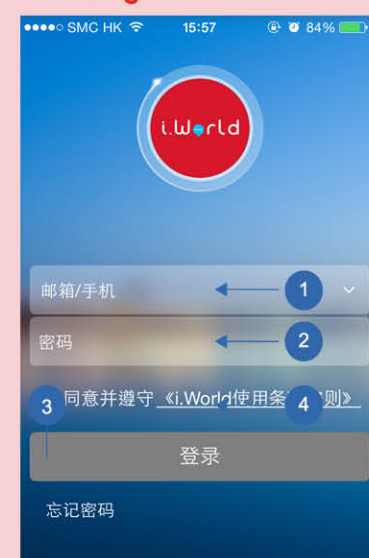 SMC HK 15:57 84%
i.World
邮箱/手机 1
密码 2
3 同意并遵守《i.World使用条 4 则》
登录
忘记密码